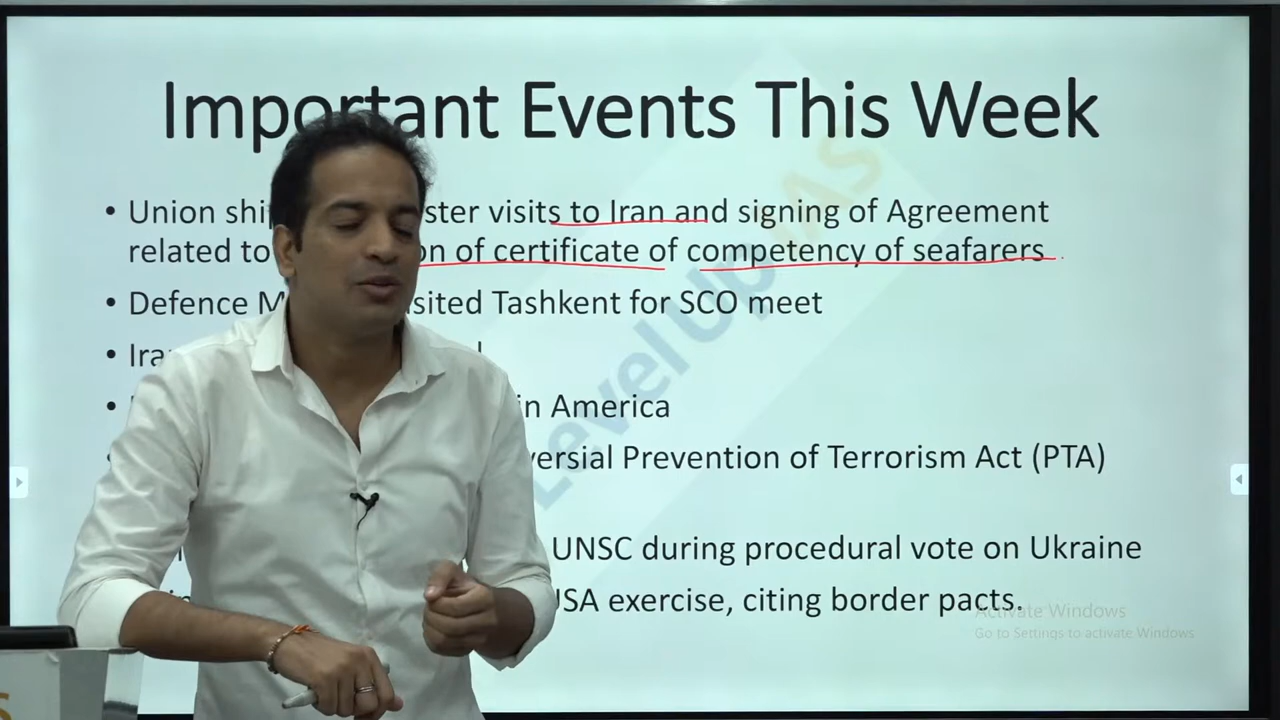 Important Events This Week
• Union shi ster visits to Iran and signing of Agreement
related to on of certificate of competency of seafarers
• Defence M sited Tashkent for SCO meet
• Ira
• in America
versial Prevention of Terrorism Act (PTA)
UNSC during procedural vote on Ukraine
USA exercise, citing border pacts.
Level Up IAS
Activate Windows
Go to Settings to activate Windows.